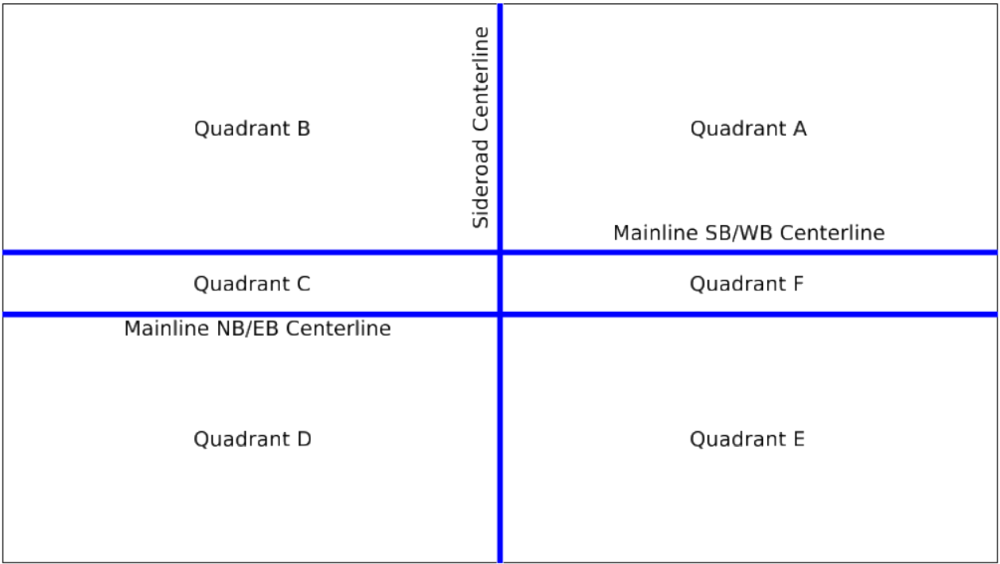 Sideroad Centerline
Quadrant B
Quadrant A
Mainline SB/WB Centerline
Quadrant C
Quadrant F
Mainline NB/EB Centerline
Quadrant D
Quadrant E